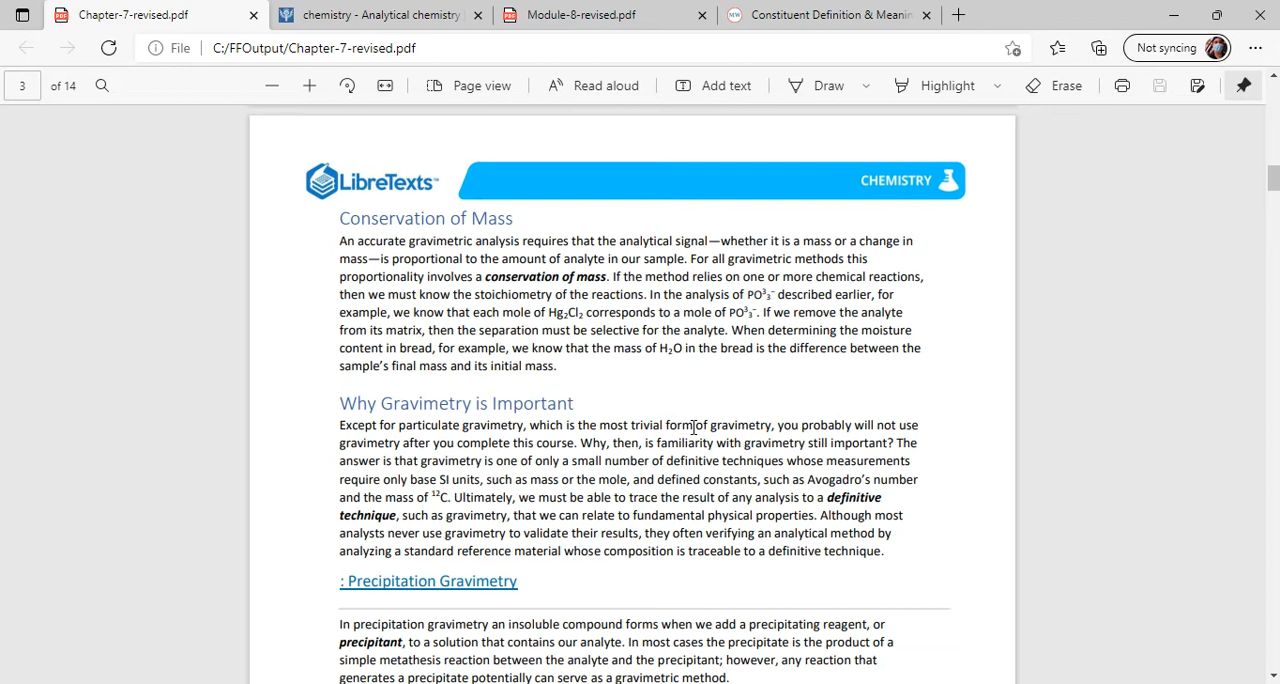 Chapter-7-revised.pdf
chemistry - Analytical chemistry
Module-8-revised.pdf
MW Constituent Definition & Meanin
File C:/FFOutput/Chapter-7-revised.pdf Not syncing
3 of 14 Page view A Read aloud T Add text Draw Highlight Erase
LibreTexts™ CHEMISTRY
Conservation of Mass
An accurate gravimetric analysis requires that the analytical signal—whether it is a mass or a change in
mass—is proportional to the amount of analyte in our sample. For all gravimetric methods this
proportionality involves a conservation of mass. If the method relies on one or more chemical reactions,
then we must know the stoichiometry of the reactions. In the analysis of PO³₃⁻ described earlier, for
example, we know that each mole of Hg₂Cl₂ corresponds to a mole of PO³₃⁻. If we remove the analyte
from its matrix, then the separation must be selective for the analyte. When determining the moisture
content in bread, for example, we know that the mass of H₂O in the bread is the difference between the
sample's final mass and its initial mass.
Why Gravimetry is Important
Except for particulate gravimetry, which is the most trivial form of gravimetry, you probably will not use
gravimetry after you complete this course. Why, then, is familiarity with gravimetry still important? The
answer is that gravimetry is one of only a small number of definitive techniques whose measurements
require only base SI units, such as mass or the mole, and defined constants, such as Avogadro's number
and the mass of ¹²C. Ultimately, we must be able to trace the result of any analysis to a definitive
technique, such as gravimetry, that we can relate to fundamental physical properties. Although most
analysts never use gravimetry to validate their results, they often verifying an analytical method by
analyzing a standard reference material whose composition is traceable to a definitive technique.
: Precipitation Gravimetry
In precipitation gravimetry an insoluble compound forms when we add a precipitating reagent, or
precipitant, to a solution that contains our analyte. In most cases the precipitate is the product of a
simple metathesis reaction between the analyte and the precipitant; however, any reaction that
generates a precipitate potentially can serve as a gravimetric method.